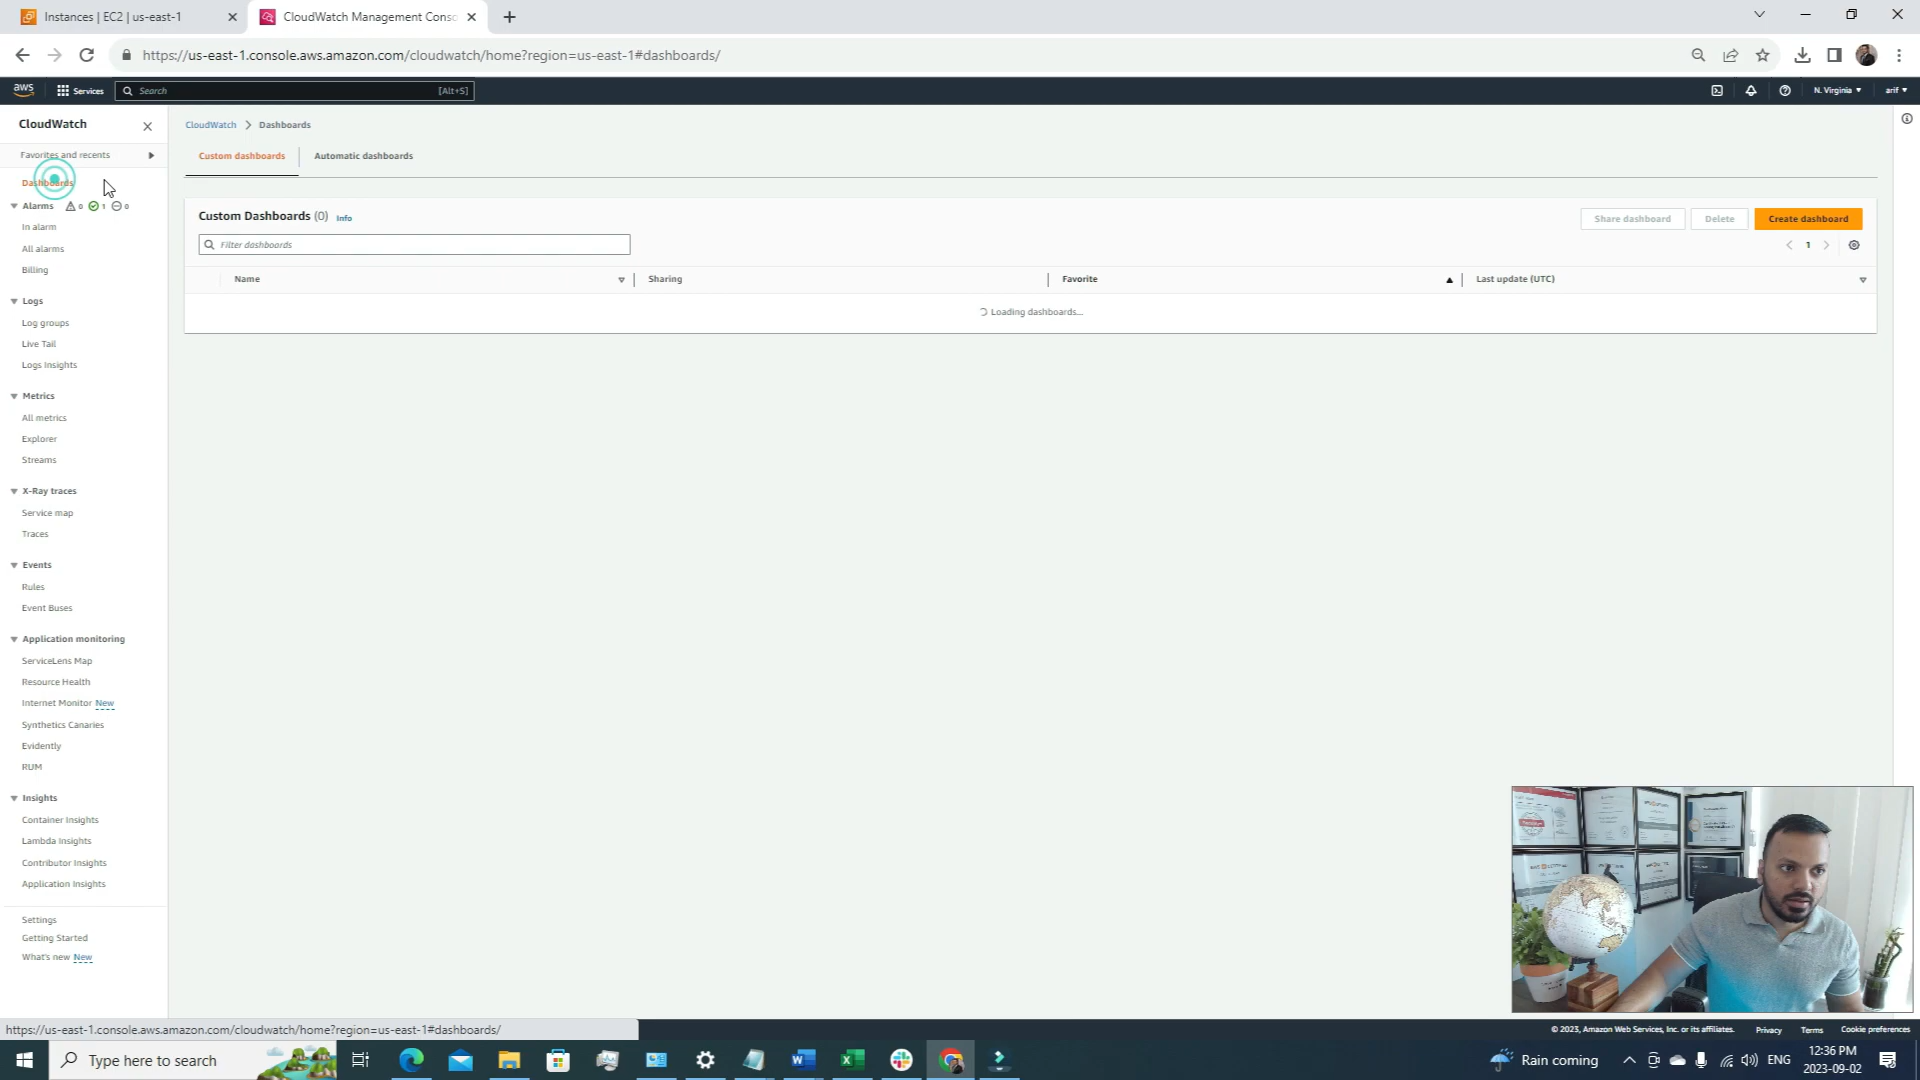 Instances | EC2 | us-east-1
CloudWatch Management Conso
https://us-east-1.console.aws.amazon.com/cloudwatch/home?region=us-east-1#dashboards/
aws
Services
Search
[Alt+S]
N. Virginia
arif
CloudWatch
Favorites and recents
Dashboards
Alarms 0 1 0
In alarm
All alarms
Billing
Logs
Log groups
Live Tail
Logs Insights
Metrics
All metrics
Explorer
Streams
X-Ray traces
Service map
Traces
Events
Rules
Event Buses
Application monitoring
ServiceLens Map
Resource Health
Internet Monitor New
Synthetics Canaries
Evidently
RUM
Insights
Container Insights
Lambda Insights
Contributor Insights
Application Insights
Settings
Getting Started
What's new New
CloudWatch > Dashboards
Custom dashboards
Automatic dashboards
Custom Dashboards (0) Info
Share dashboard
Delete
Create dashboard
Filter dashboards
1
Name
Sharing
Favorite
Last update (UTC)
Loading dashboards...
https://us-east-1.console.aws.amazon.com/cloudwatch/home?region=us-east-1#dashboards/
© 2023, Amazon Web Services, Inc. or its affiliates.
Privacy
Terms
Cookie preferences
Type here to search
Rain coming
ENG
12:36 PM
2023-09-02